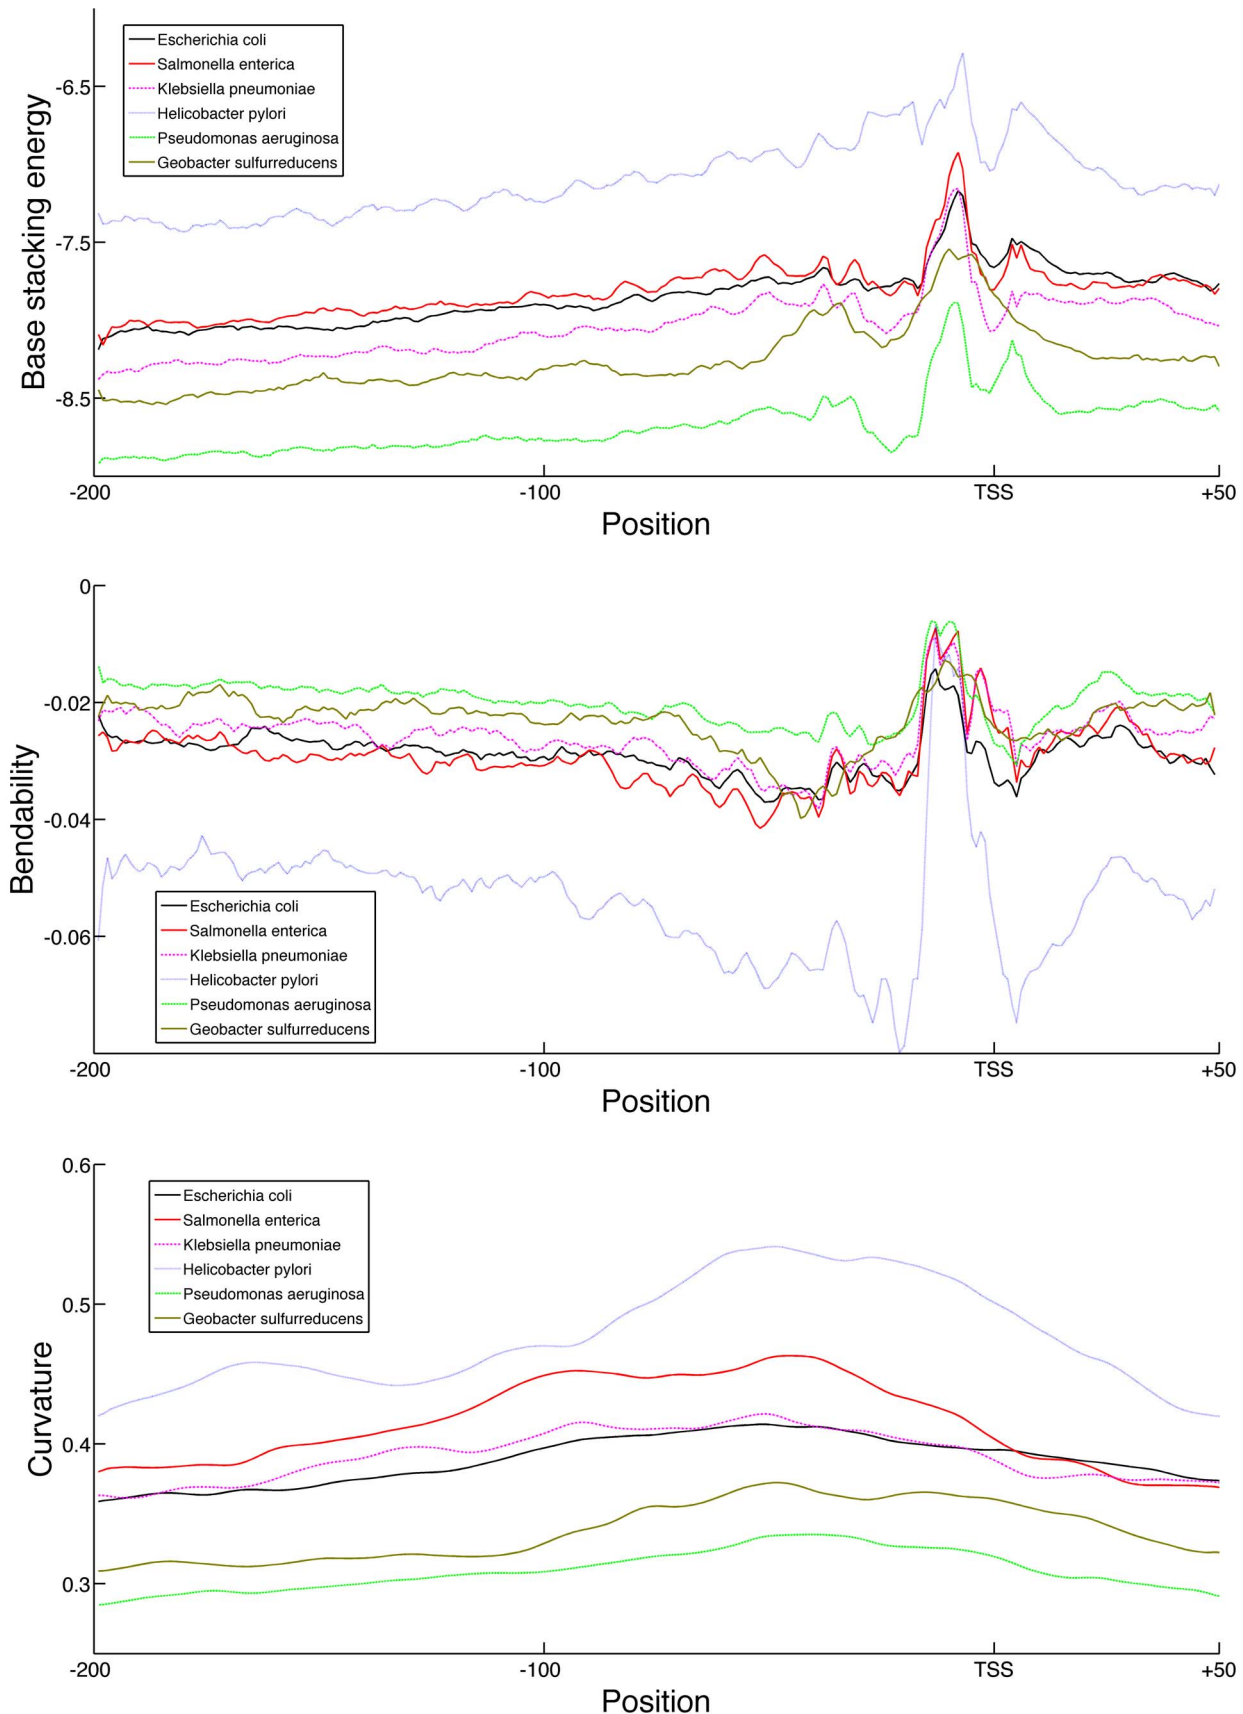 Escherichia coli
Salmonella enterica
Klebsiella pneumoniae
Helicobacter pylori
Pseudomonas aeruginosa
Geobacter sulfurreducens
Base stacking energy
-6.5
-7.5
-8.5
-200
-100
TSS
+50
Position
Bendability
0
-0.02
-0.04
-0.06
Escherichia coli
Salmonella enterica
Klebsiella pneumoniae
Helicobacter pylori
Pseudomonas aeruginosa
Geobacter sulfurreducens
-200
-100
TSS
+50
Position
Curvature
0.6
0.5
0.4
0.3
Escherichia coli
Salmonella enterica
Klebsiella pneumoniae
Helicobacter pylori
Pseudomonas aeruginosa
Geobacter sulfurreducens
-200
-100
TSS
+50
Position